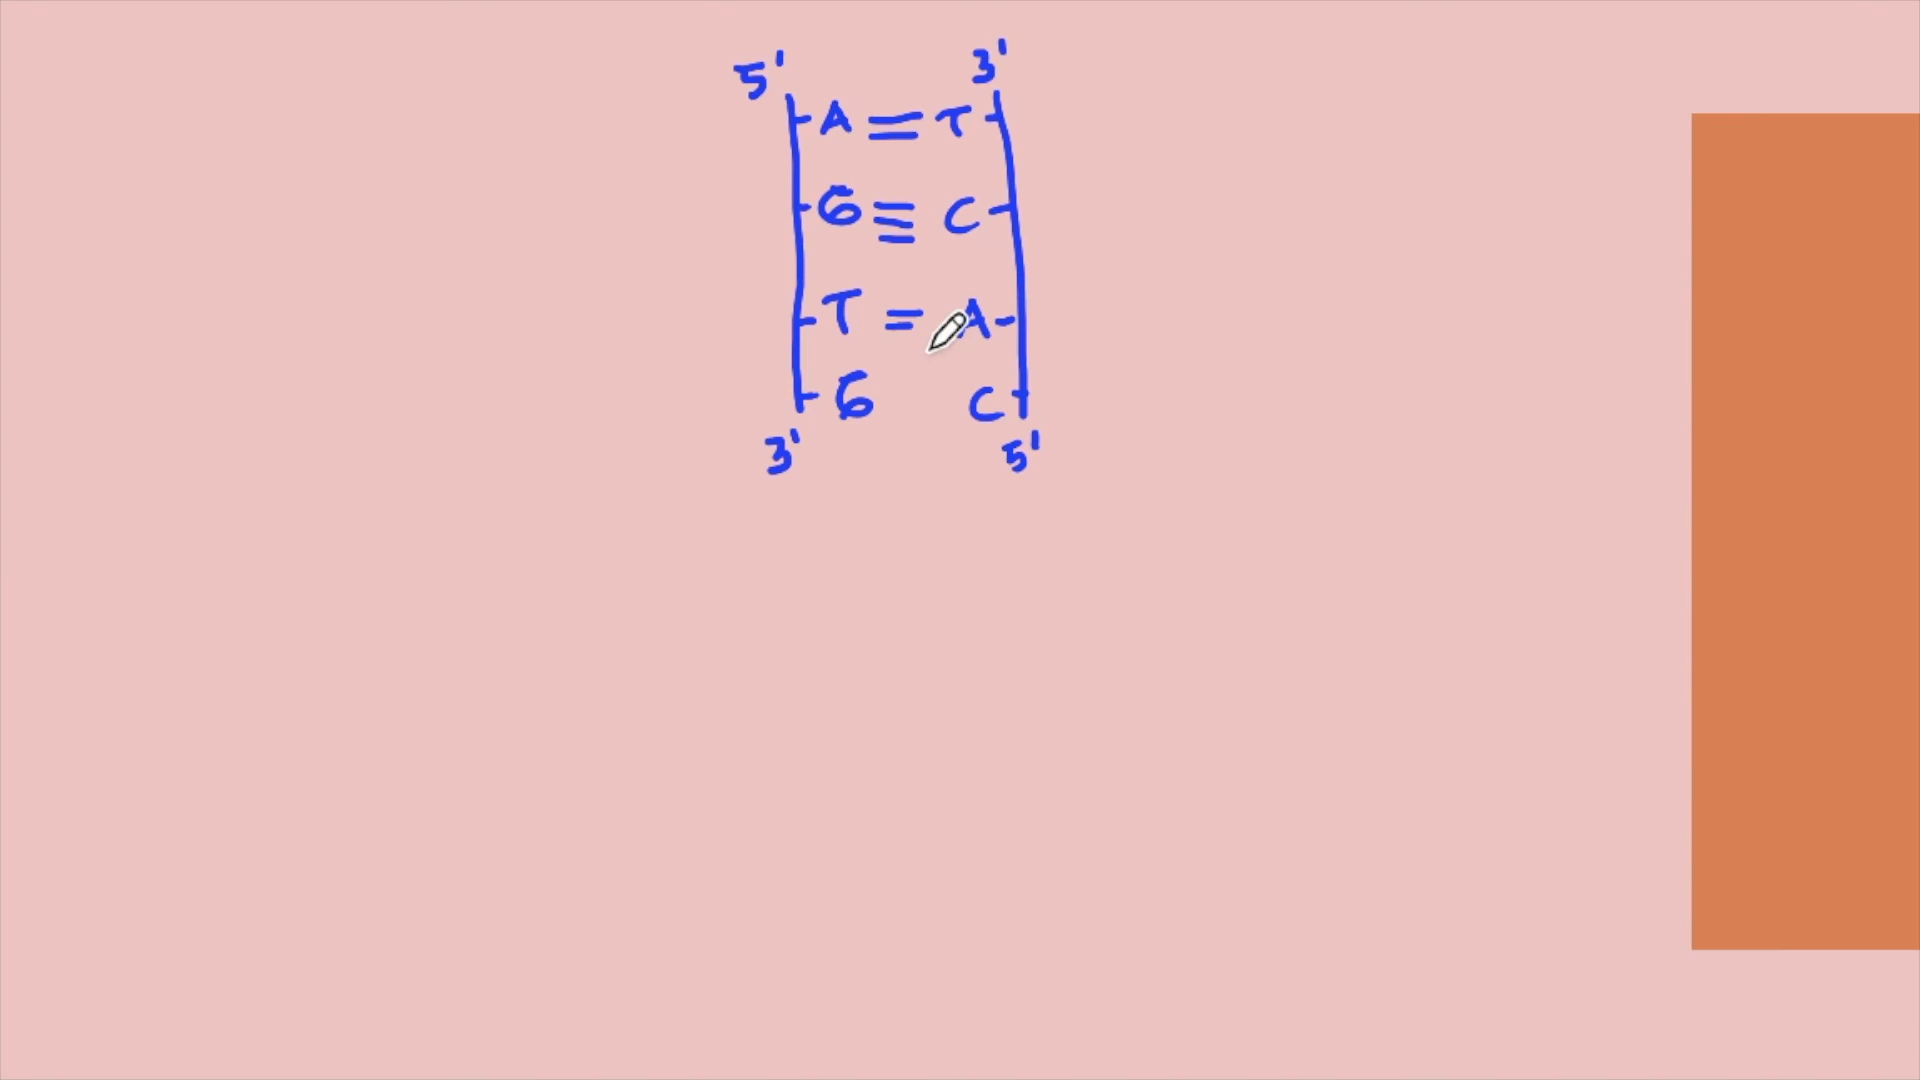 5' 3'
A = T
G ≡ C
T = A
G C
3' 5'